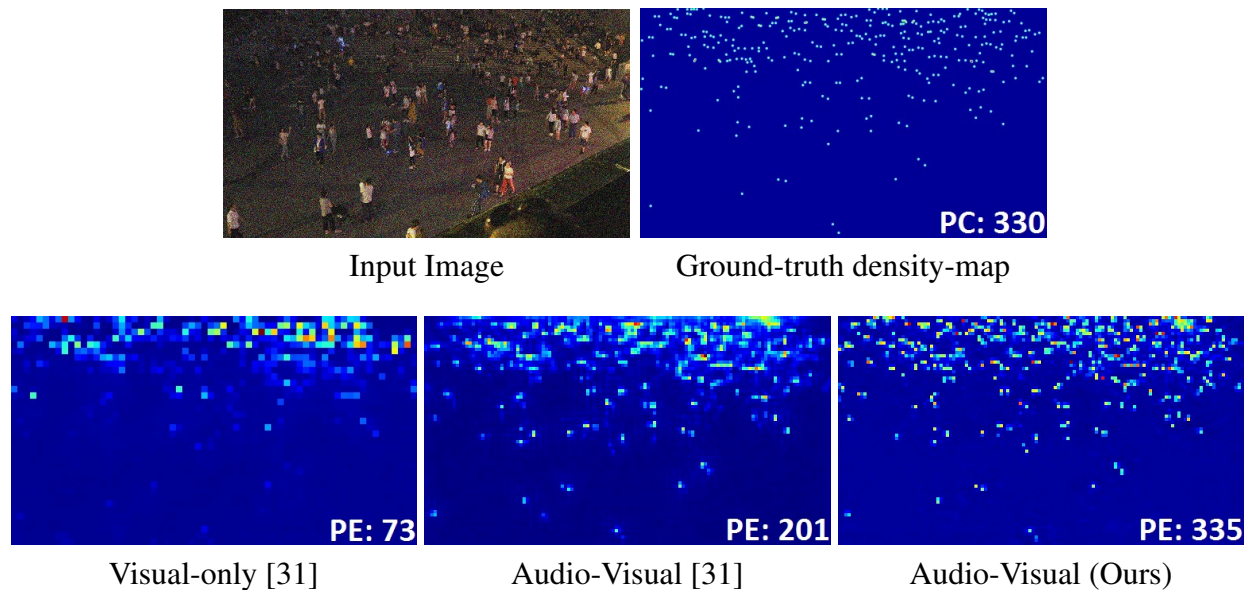 PC: 330
Input Image
Ground-truth density-map
PE: 73
PE: 201
PE: 335
Visual-only [31]
Audio-Visual [31]
Audio-Visual (Ours)